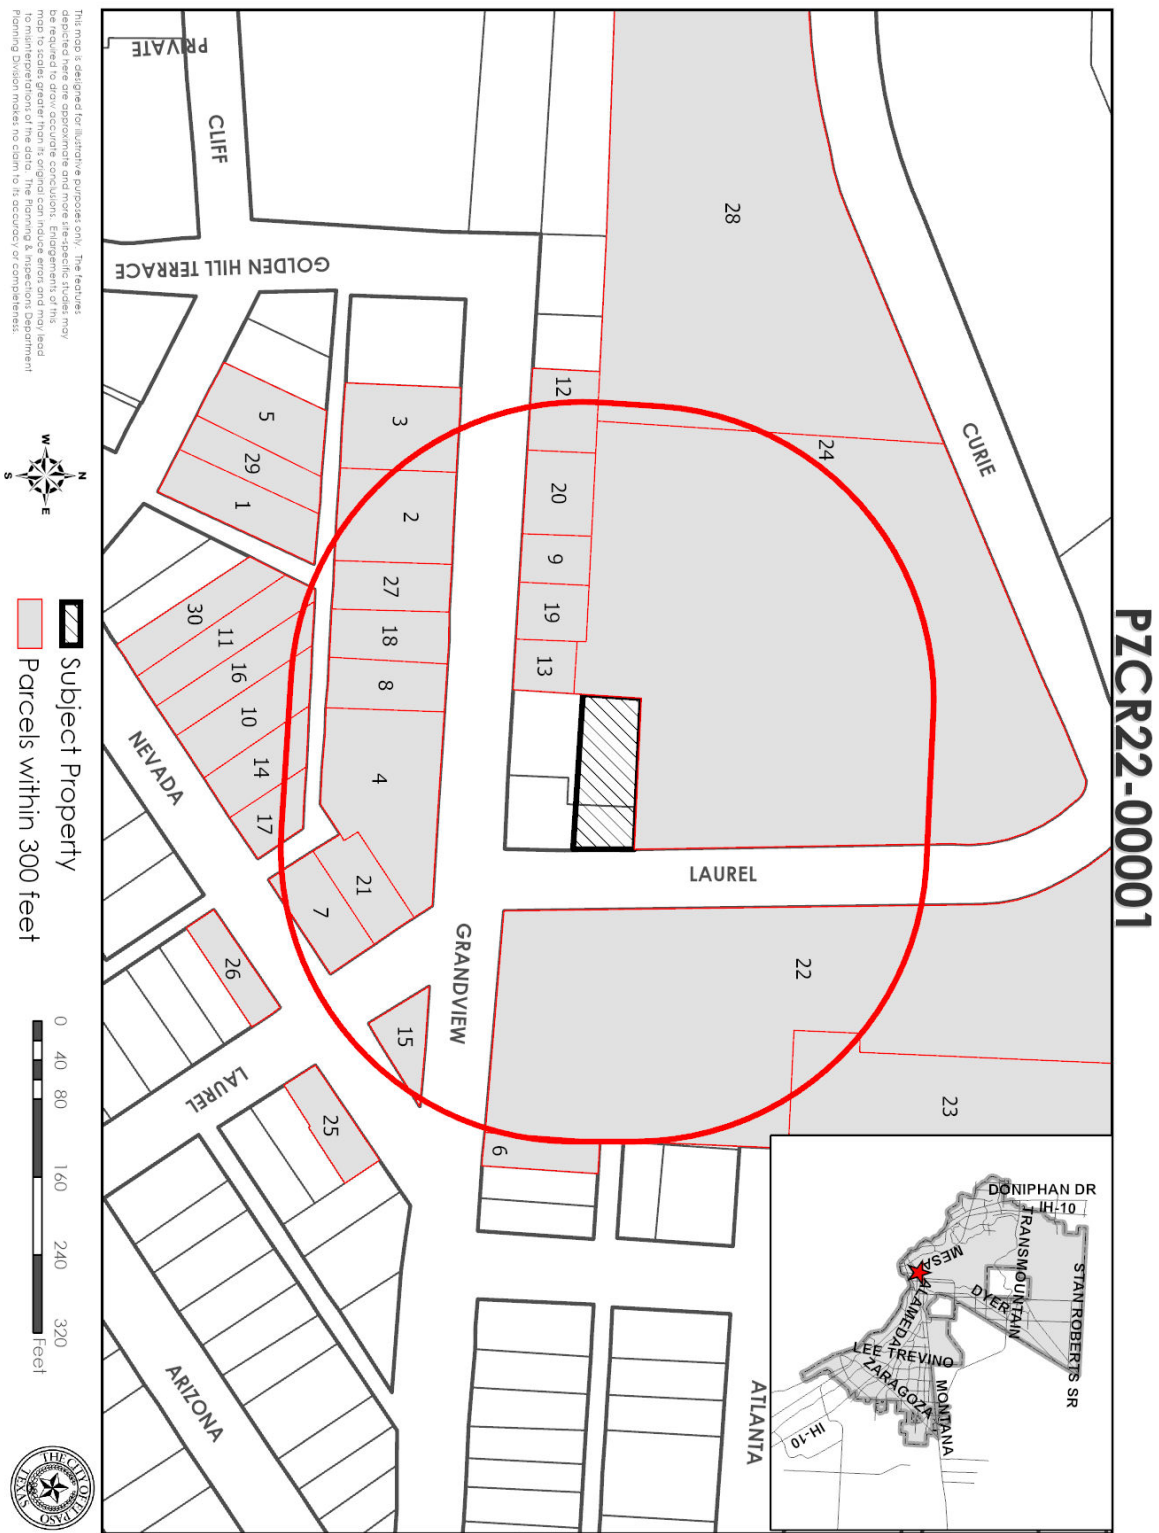 PZCR22-00001
PRIVATE
CLIFF
GOLDEN HILL TERRACE
28
CURIE
12
3
24
5
29
1
20
2
9
27
19
18
13
8
30
11
16
10
14
17
4
NEVADA
21
7
LAUREL
GRANDVIEW
22
26
15
23
LAUREL
25
6
ARIZONA
ATLANTA
DONIPHAN DR
IH-10
TRANSMOUNTAIN
STAN ROBERTS SR
MESA
DYER
ALAMEDA
LEE TREVINO
ZARAGOZA
MONTANA
IH-10
This map is designed for illustrative purposes only. The features
depicted here are approximate and more site-specific studies may
be required to draw accurate conclusions. Enlargements of this
map to scales greater than its original can induce errors and may lead
to misinterpretations of the data. The Planning & Inspections Department
Planning Division makes no claim to its accuracy or completeness.
N
W
E
S
Subject Property
Parcels within 300 feet
0 40 80 160 240 320
Feet
THE CITY OF EL PASO
TEXAS